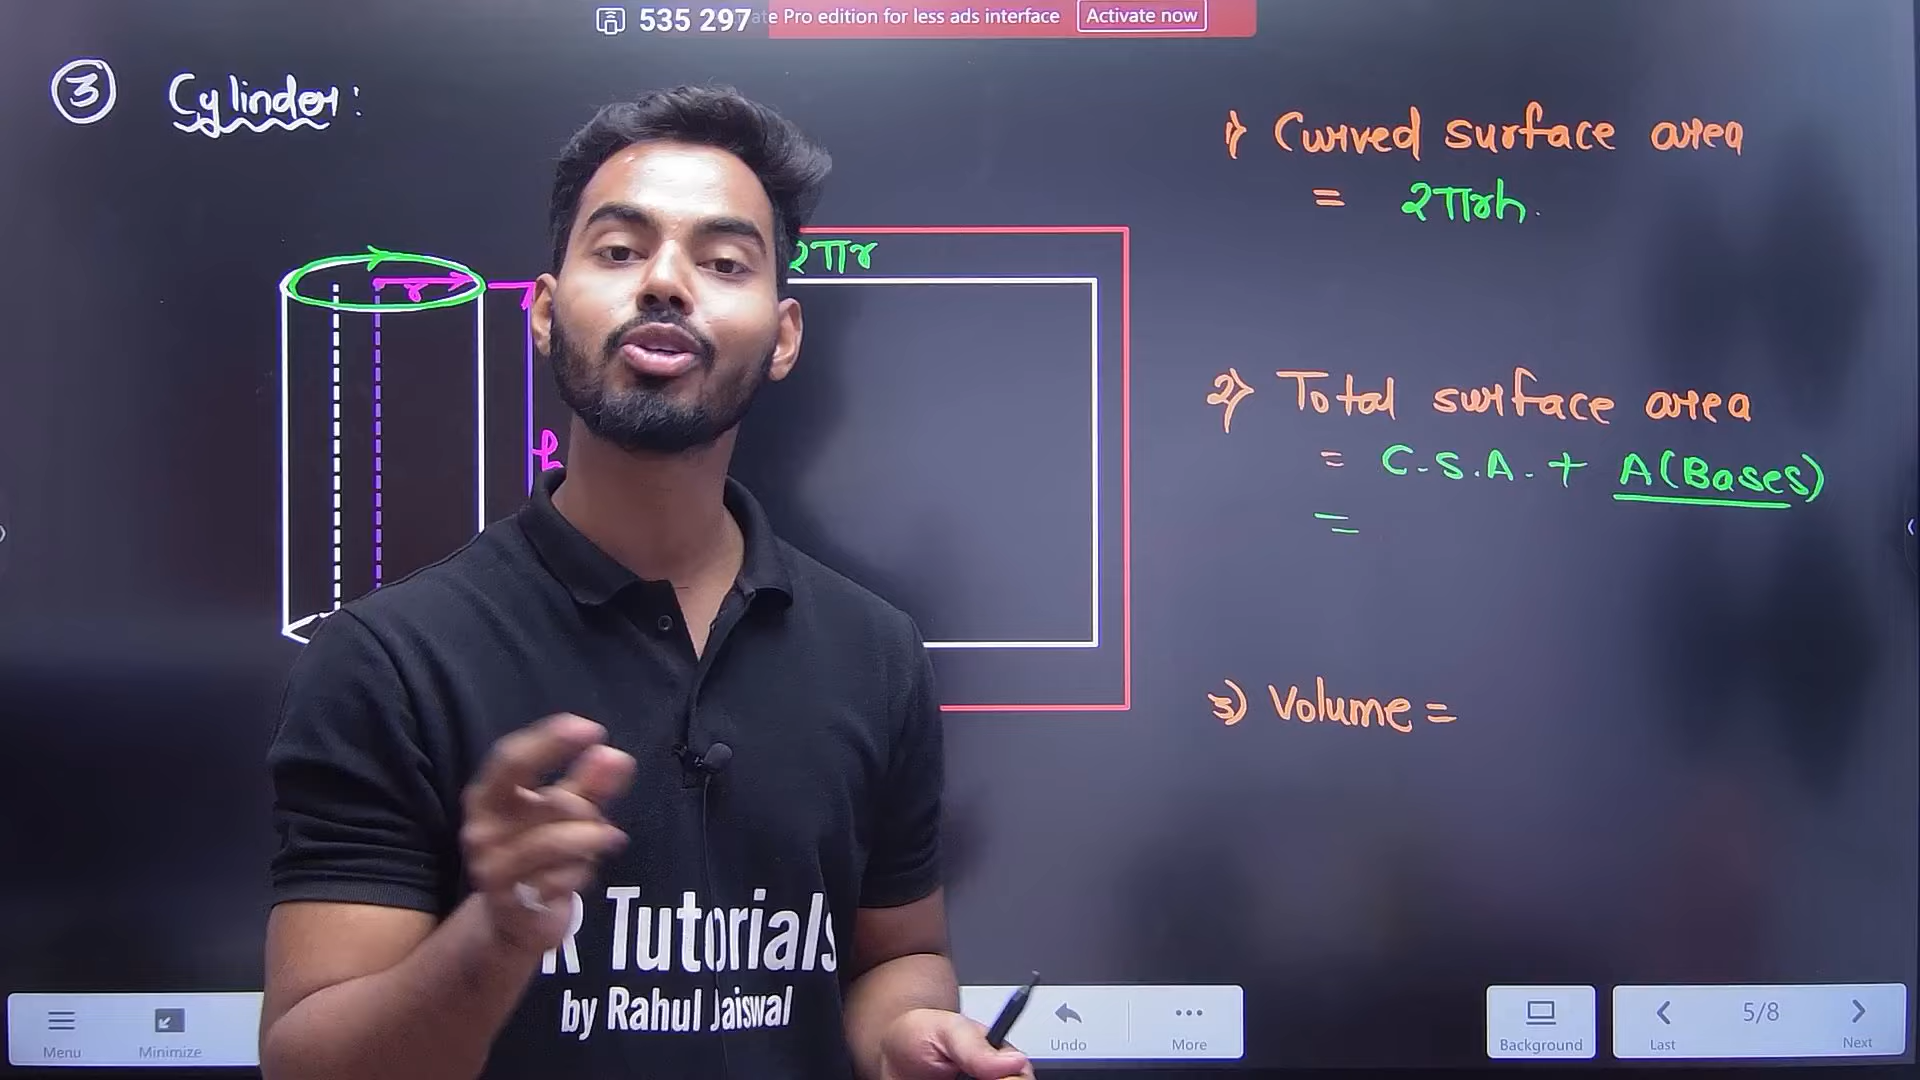 535 297
te Pro edition for less ads interface
Activate now
3 Cylinder:
1) Curved surface area
= 2πrh.
2πr
r
h
2) Total surface area
= C.S.A. + A(Bases)
=
3) Volume =
R Tutorials
by Rahul Jaiswal
Menu
Minimize
Undo
More
Background
Last
5/8
Next